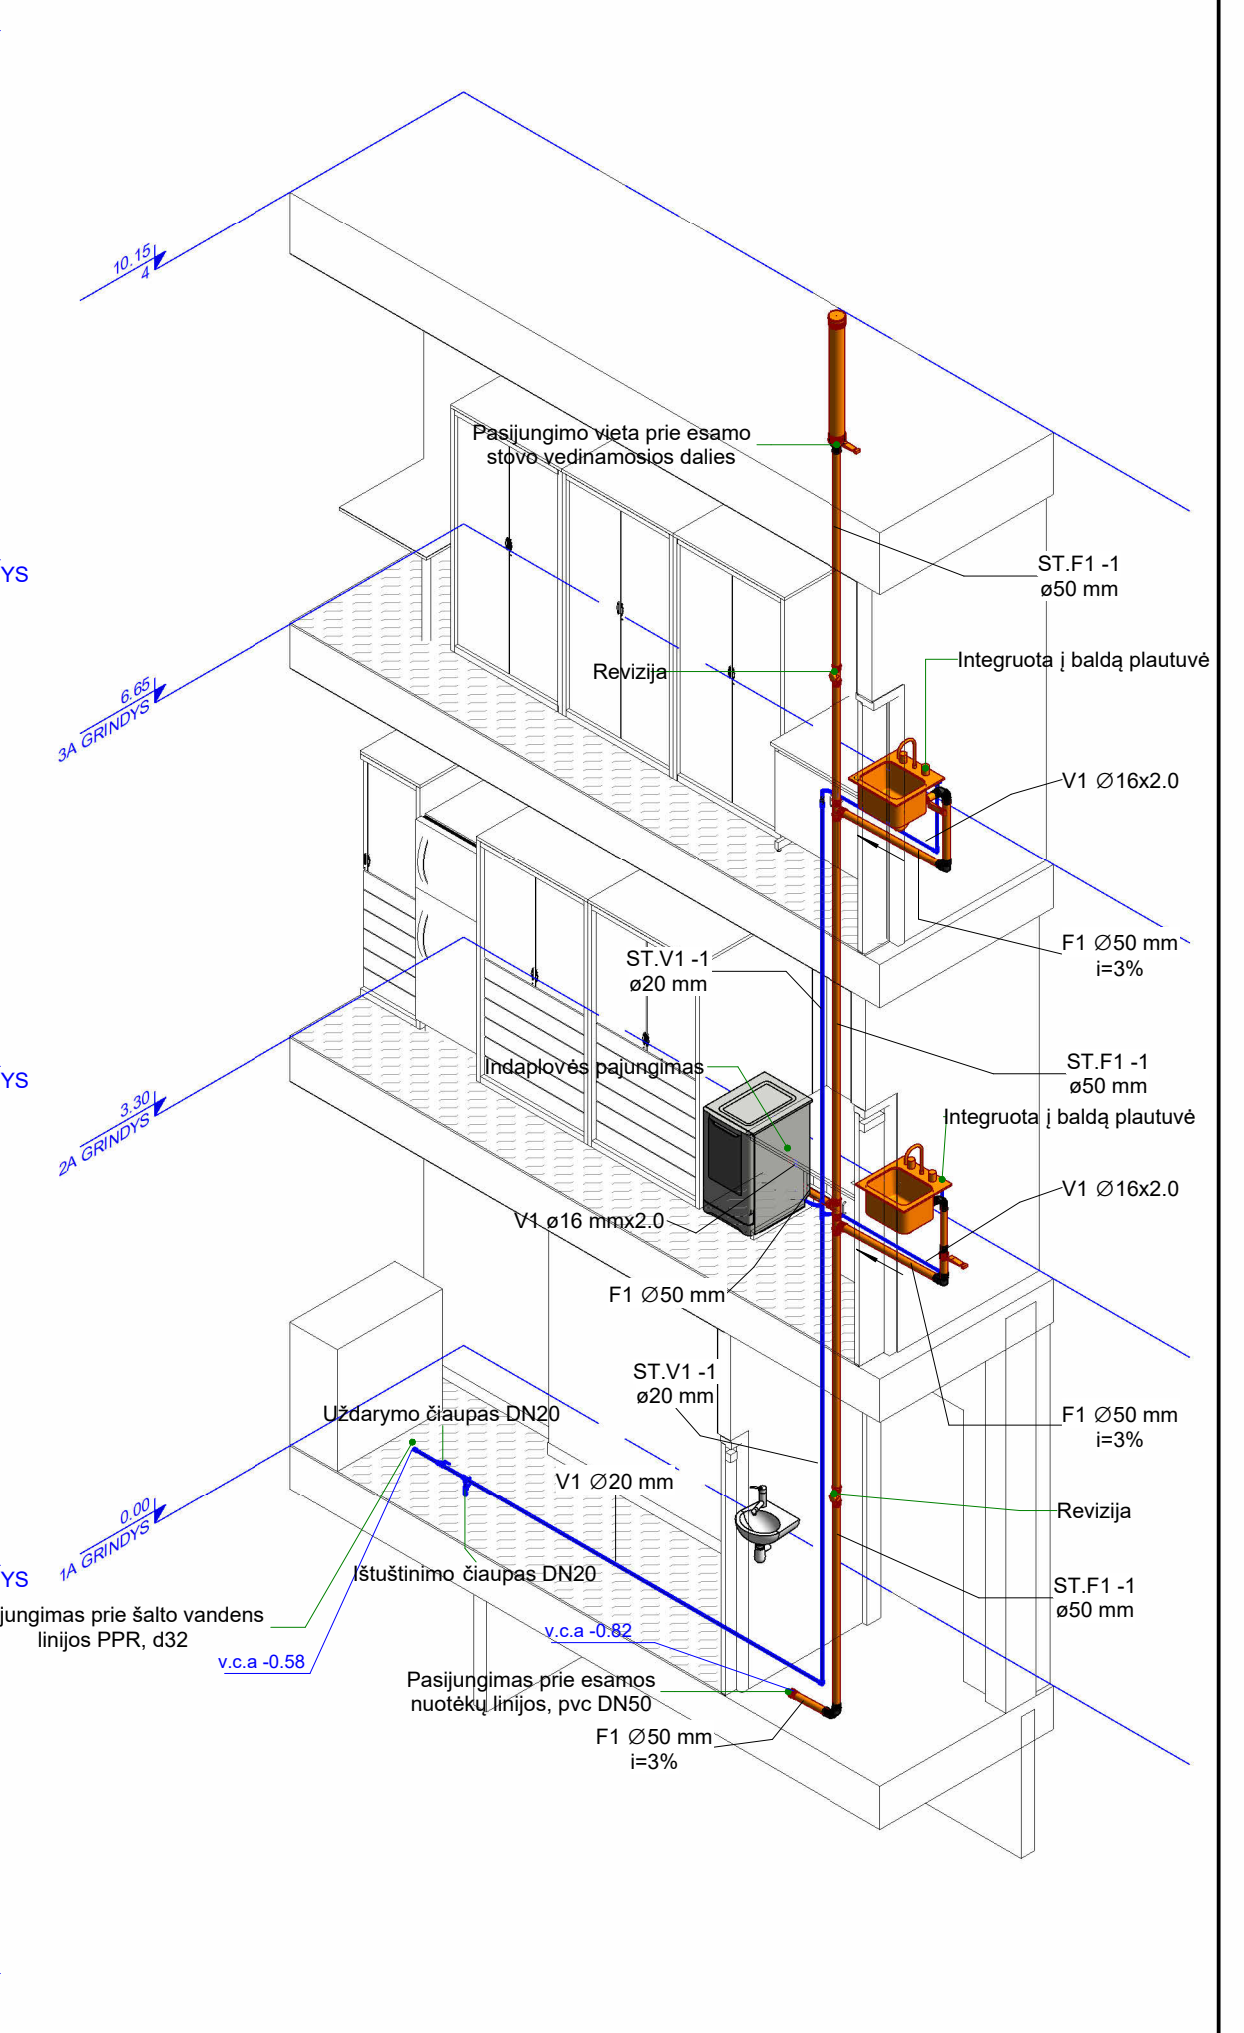 10.15
4
Pasijungimo vieta prie esamo
stovo vedinamosios dalies
YS
ST.F1 -1
ø50 mm
Revizija
Integruota į baldą plautuvė
6.65
3A GRINDYS
V1 ∅16x2.0
F1 ∅50 mm
i=3%
ST.V1 -1
ø20 mm
Indaplovės pajungimas
ST.F1 -1
ø50 mm
YS
3.30
2A GRINDYS
Integruota į baldą plautuvė
V1 ∅16x2.0
V1 ø16 mmx2.0
F1 ∅50 mm
ST.V1 -1
ø20 mm
Uždarymo čiaupas DN20
F1 ∅50 mm
i=3%
V1 ∅20 mm
0.00
1A GRINDYS
Revizija
YS
Ištuštinimo čiaupas DN20
ST.F1 -1
ø50 mm
jungimas prie šalto vandens
linijos PPR, d32
v.c.a -0.82
v.c.a -0.58
Pasijungimas prie esamos
nuotėkų linijos, pvc DN50
F1 ∅50 mm
i=3%